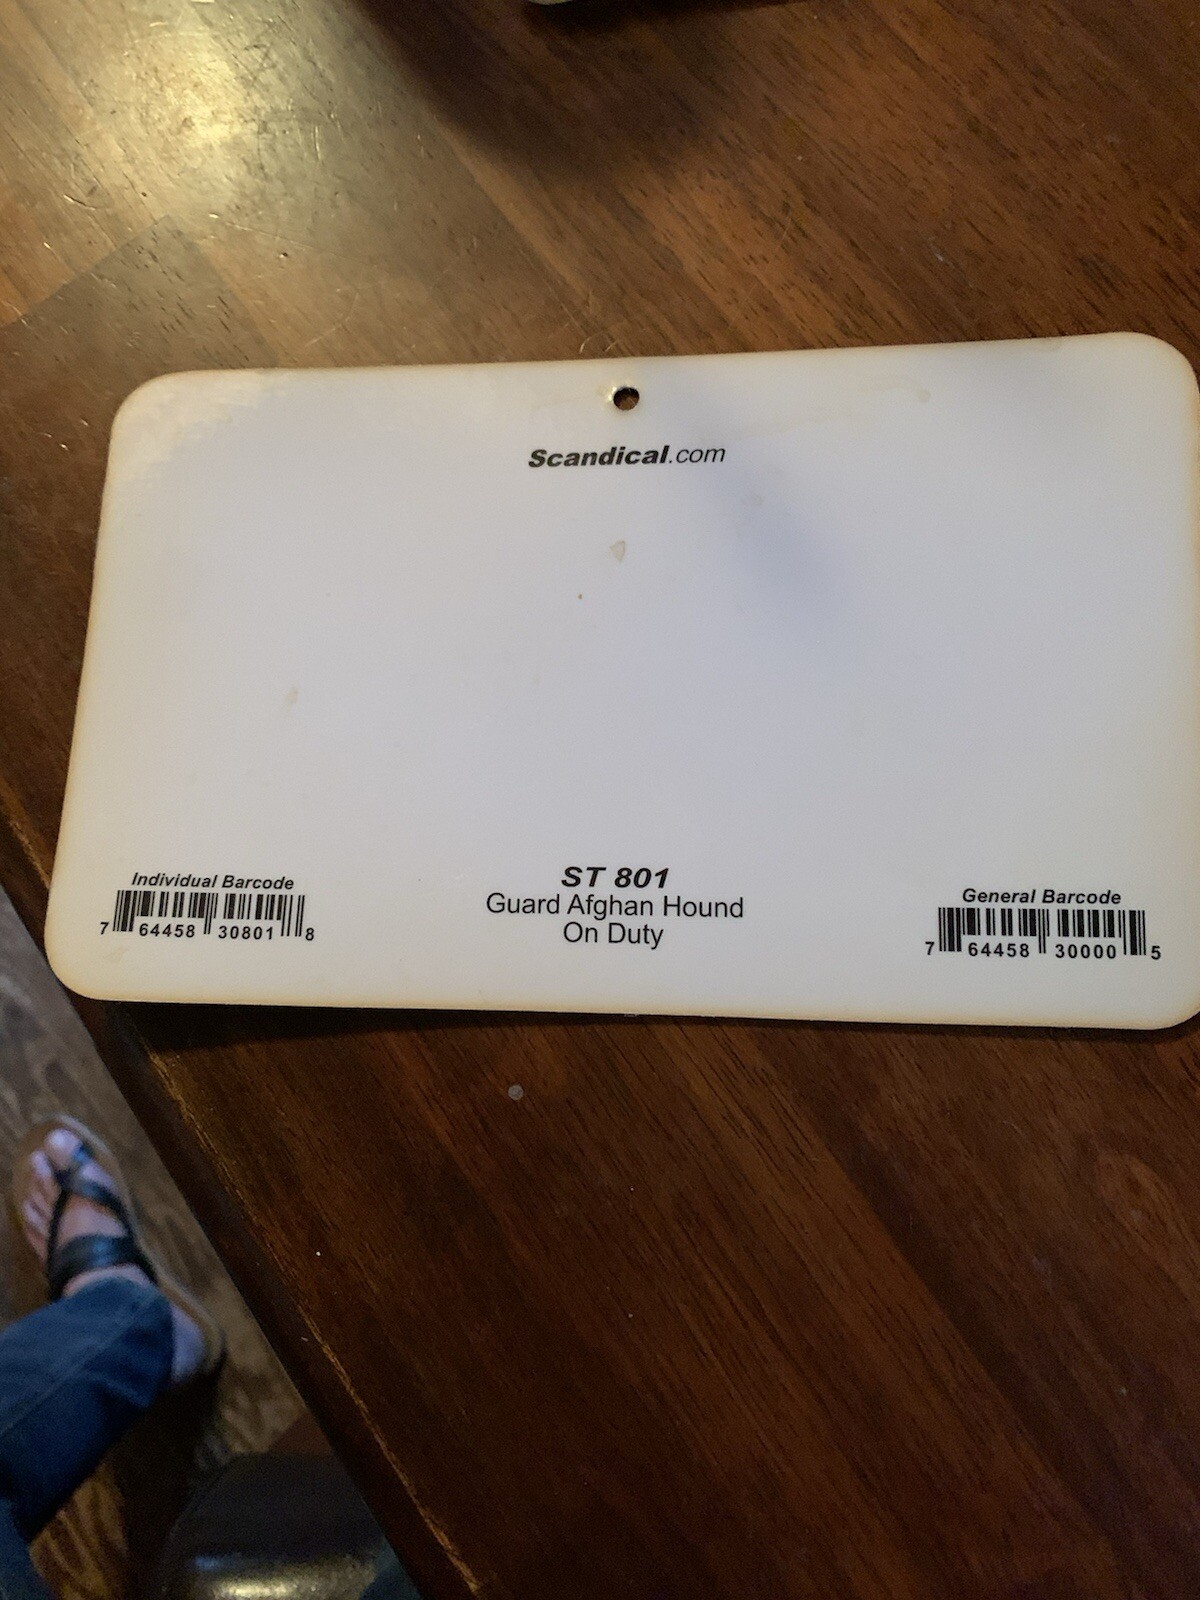 Scandical.com
Individual Barcode
7 64458 30801 8
ST 801
Guard Afghan Hound
On Duty
General Barcode
7 64458 30000 5